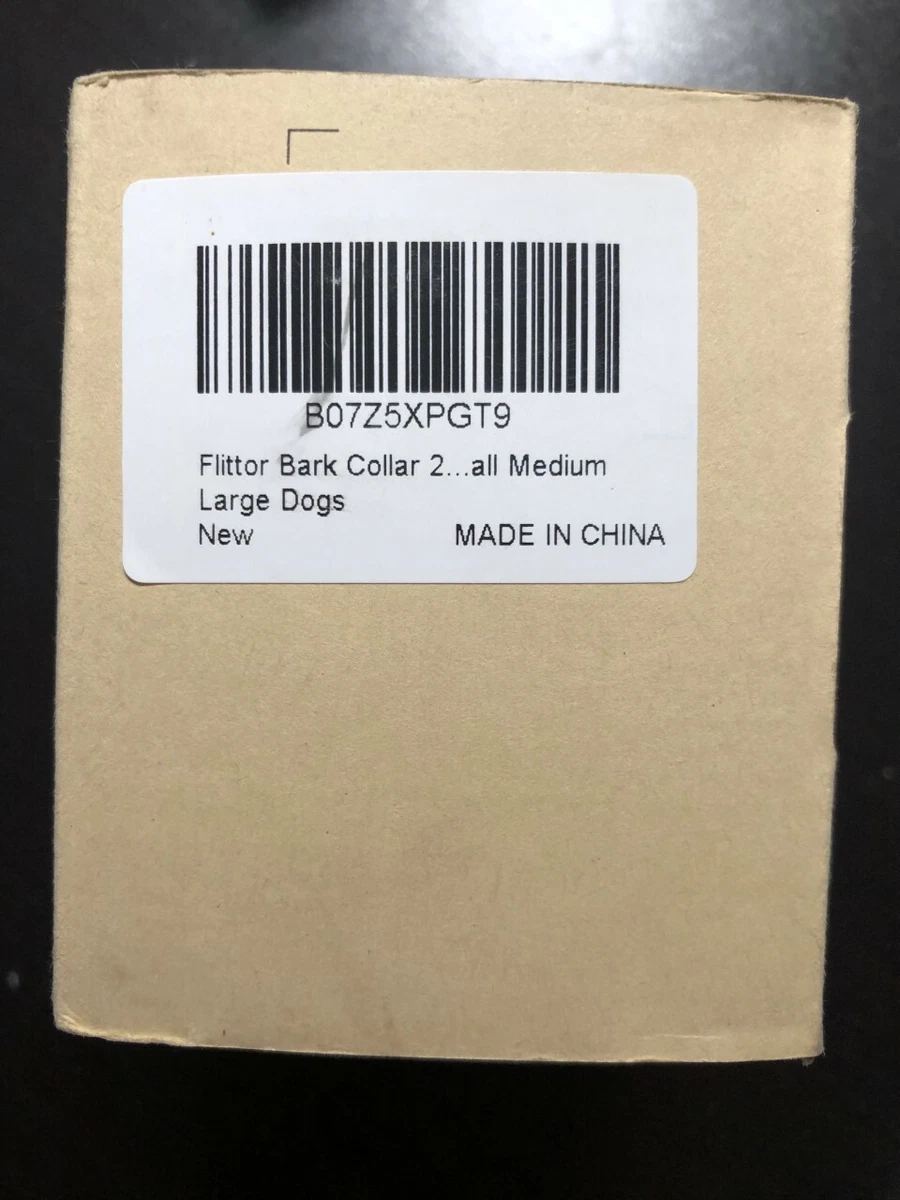 B07Z5XPGT9
Flittor Bark Collar 2...all Medium
Large Dogs
New MADE IN CHINA